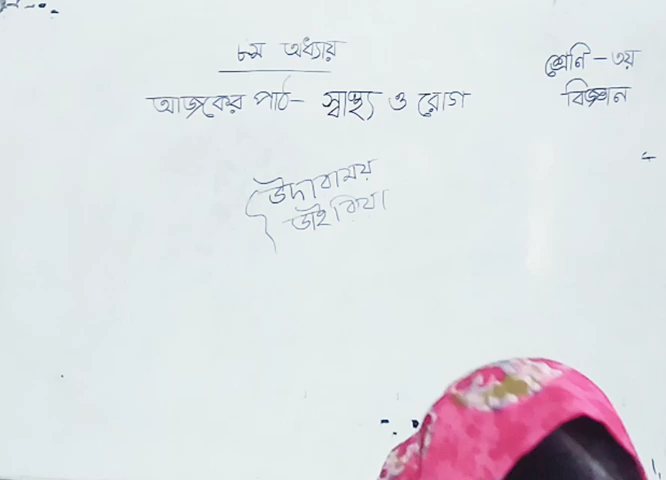 ৮ম অধ্যায়
শ্রেণি - ৩য়
বিজ্ঞান
আজকের পাঠ - স্বাস্থ্য ও রোগ
উদারাময়
ডাইরিয়া